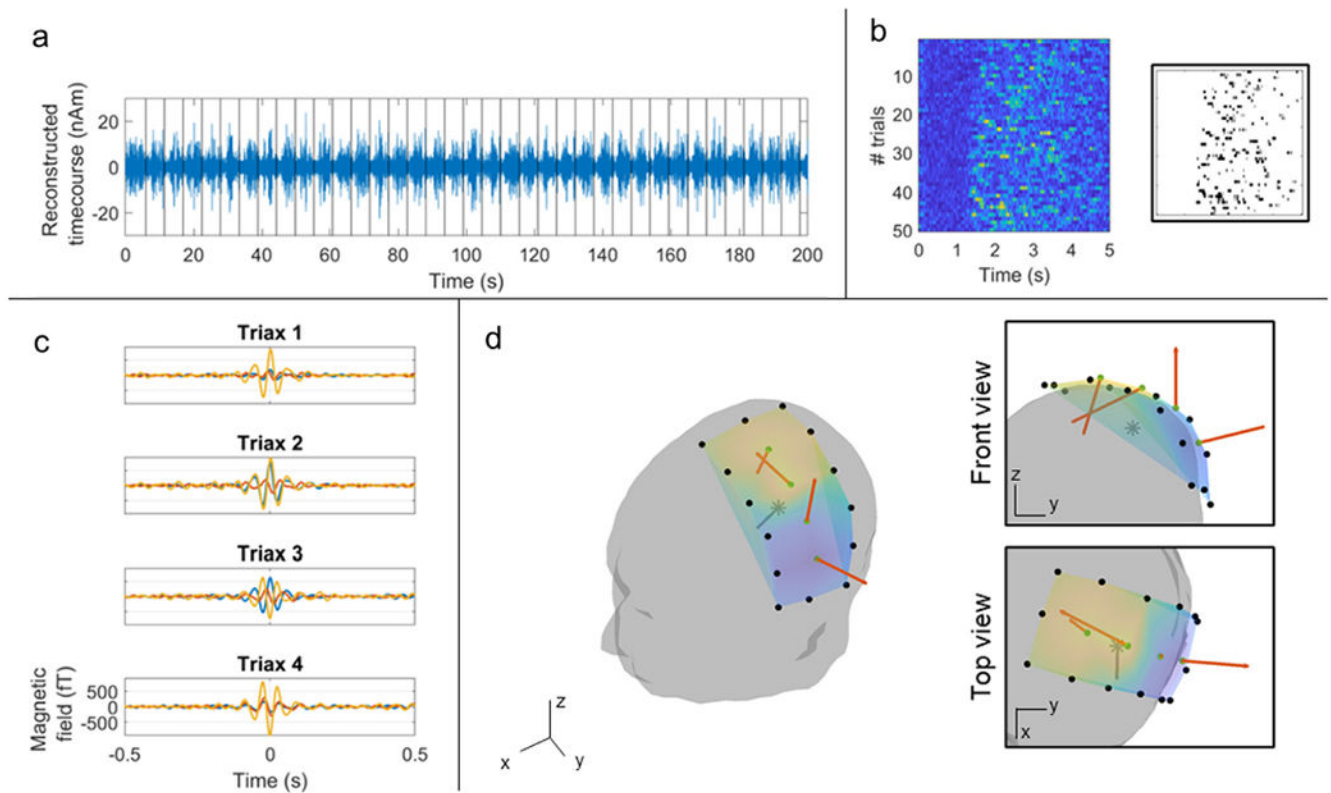 a
Reconstructed
timecourse (nAm)
20
0
-20
0 20 40 60 80 100 120 140 160 180 200
Time (s)
b
# trials
10
20
30
40
50
0 1 2 3 4 5
Time (s)
c
Triax 1
Triax 2
Triax 3
Triax 4
Magnetic
field (fT)
500
0
-500
-0.5 0 0.5
Time (s)
d
z
x
y
Front view
z
y
Top view
y
x